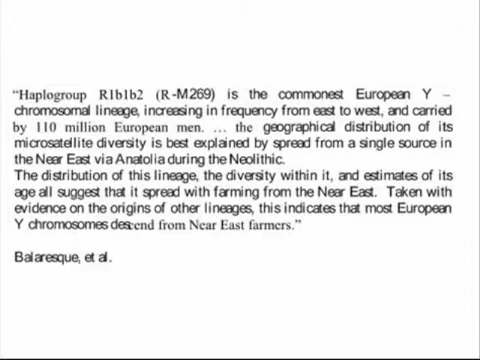 “Haplogroup R1b1b2 (R-M269) is the commonest European Y –
chromosomal lineage, increasing in frequency from east to west, and carried
by 110 million European men. … the geographical distribution of its
microsatellite diversity is best explained by spread from a single source in
the Near East via Anatolia during the Neolithic.
The distribution of this lineage, the diversity within it, and estimates of its
age all suggest that it spread with farming from the Near East. Taken with
evidence on the origins of other lineages, this indicates that most European
Y chromosomes descend from Near East farmers.”
Balaresque, et al.